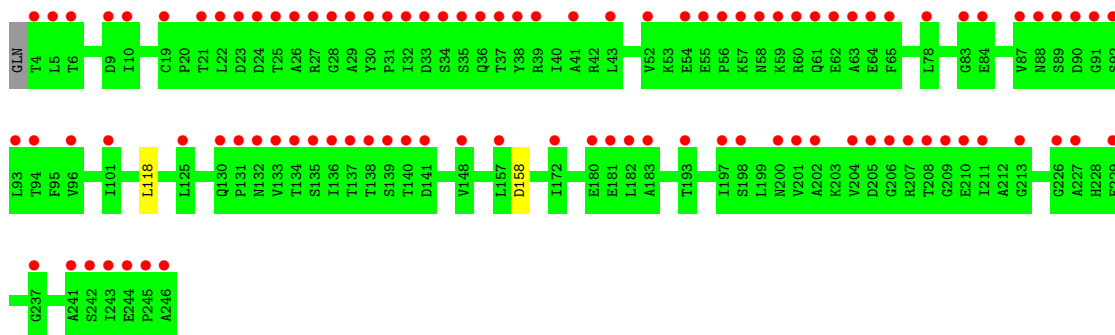 GLN T4 L5 T6 D9 I10 C19 P20 T21 L22 D23 D24 T25 A26 R27 G28 A29 Y30 P31 I32 D33 S34 S35 Q36 T37 Y38 R39 I40 A41 R42 L43 V52 K53 E54 E55 P56 K57 N58 K59 R60 Q61 E62 A63 E64 F65 L78 G83 E84 V87 N88 S89 D90 G91 S92
L93 T94 F95 V96 I101 L118 L125 Q130 P131 N132 V133 T134 S135 I136 T137 T138 S139 T140 D141 V148 L157 D158 I172 E180 E181 L182 A183 T193 I197 S198 L199 N200 V201 A202 K203 V204 D205 G206 R207 T208 G209 E210 I211 A212 G213 G226 A227 H228
G237 A241 S242 I243 E244 P245 A246